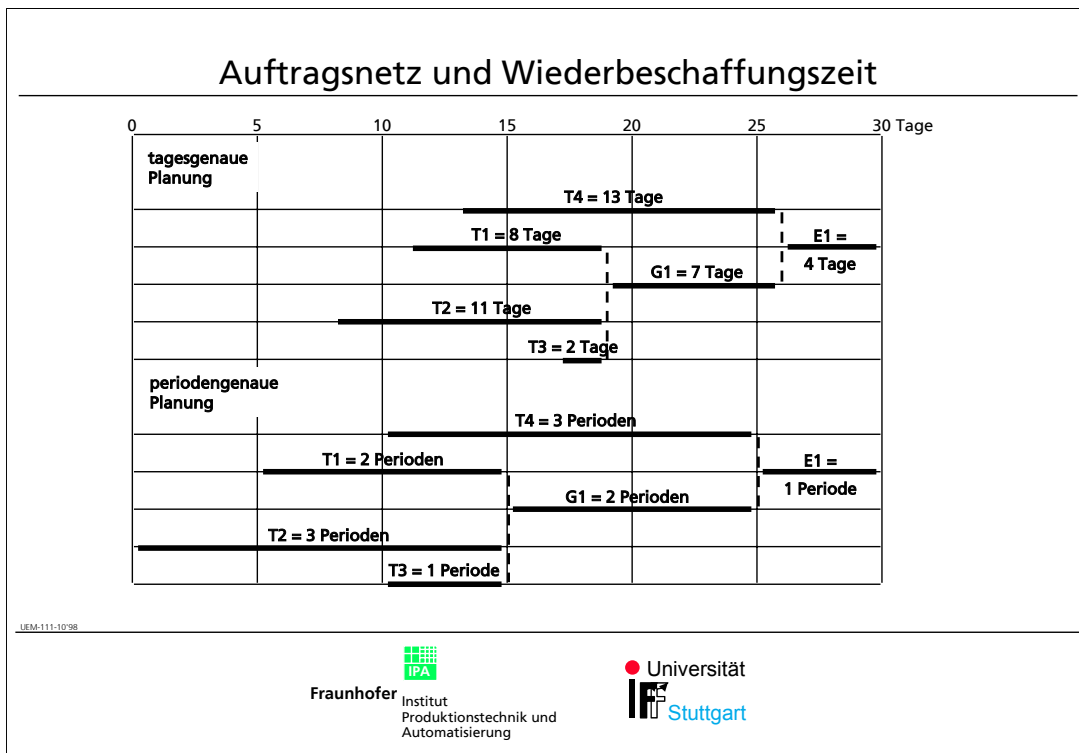 Auftragsnetz und Wiederbeschaffungszeit
0 5 10 15 20 25 30 Tage
tagesgenaue
Planung
T4 = 13 Tage
T1 = 8 Tage
E1 =
4 Tage
G1 = 7 Tage
T2 = 11 Tage
T3 = 2 Tage
periodengenaue
Planung
T4 = 3 Perioden
T1 = 2 Perioden
E1 =
1 Periode
G1 = 2 Perioden
T2 = 3 Perioden
T3 = 1 Periode
UEM-111-10'98
IPA
Fraunhofer Institut
Produktionstechnik und
Automatisierung
Universität
IFF
Stuttgart